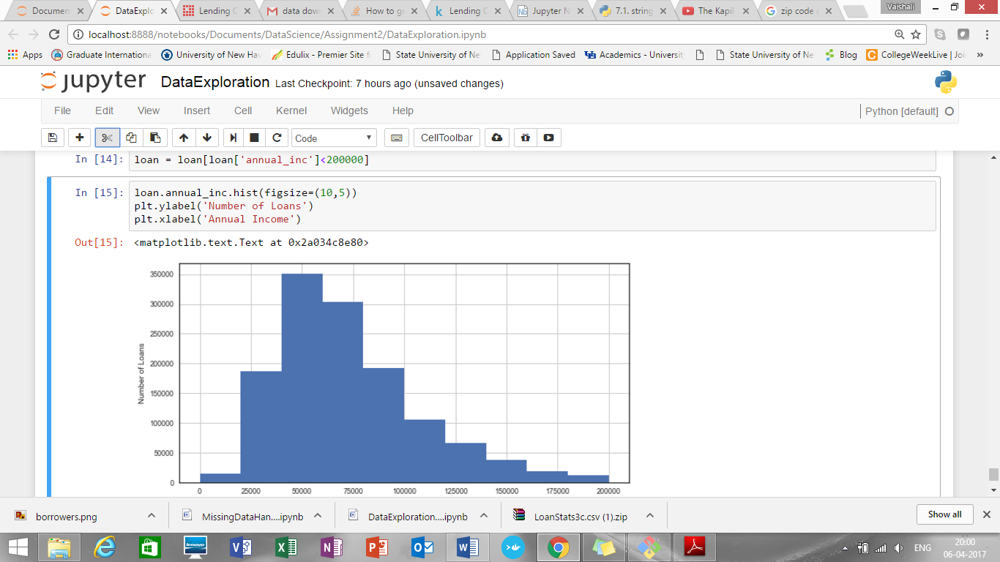 Documen
DataExplo
Lending C
data down
How to ge
Lending C
Jupyter N
7.1. string
The Kapil
zip code c
Vaishali
localhost:8888/notebooks/Documents/DataScience/Assignment2/DataExploration.ipynb
Apps
Graduate Internationa
University of New Hav
Edulix - Premier Site f
State University of Ne
Application Saved
Academics - Universit
State University of Ne
Blog
CollegeWeekLive | Joi
»
jupyter
DataExploration Last Checkpoint: 7 hours ago (unsaved changes)
File Edit View Insert Cell Kernel Widgets Help
Python [default]
Code
CellToolbar
In [14]: loan = loan[loan['annual_inc']<200000]
In [15]: loan.annual_inc.hist(figsize=(10,5))
plt.ylabel('Number of Loans')
plt.xlabel('Annual Income')
Out[15]: <matplotlib.text.Text at 0x2a034c8e80>
350000
300000
250000
200000
150000
100000
50000
0
Number of Loans
0 25000 50000 75000 100000 125000 150000 175000 200000
borrowers.png
MissingDataHan....ipynb
DataExploration....ipynb
LoanStats3c.csv (1).zip
Show all
ENG
20:00
06-04-2017